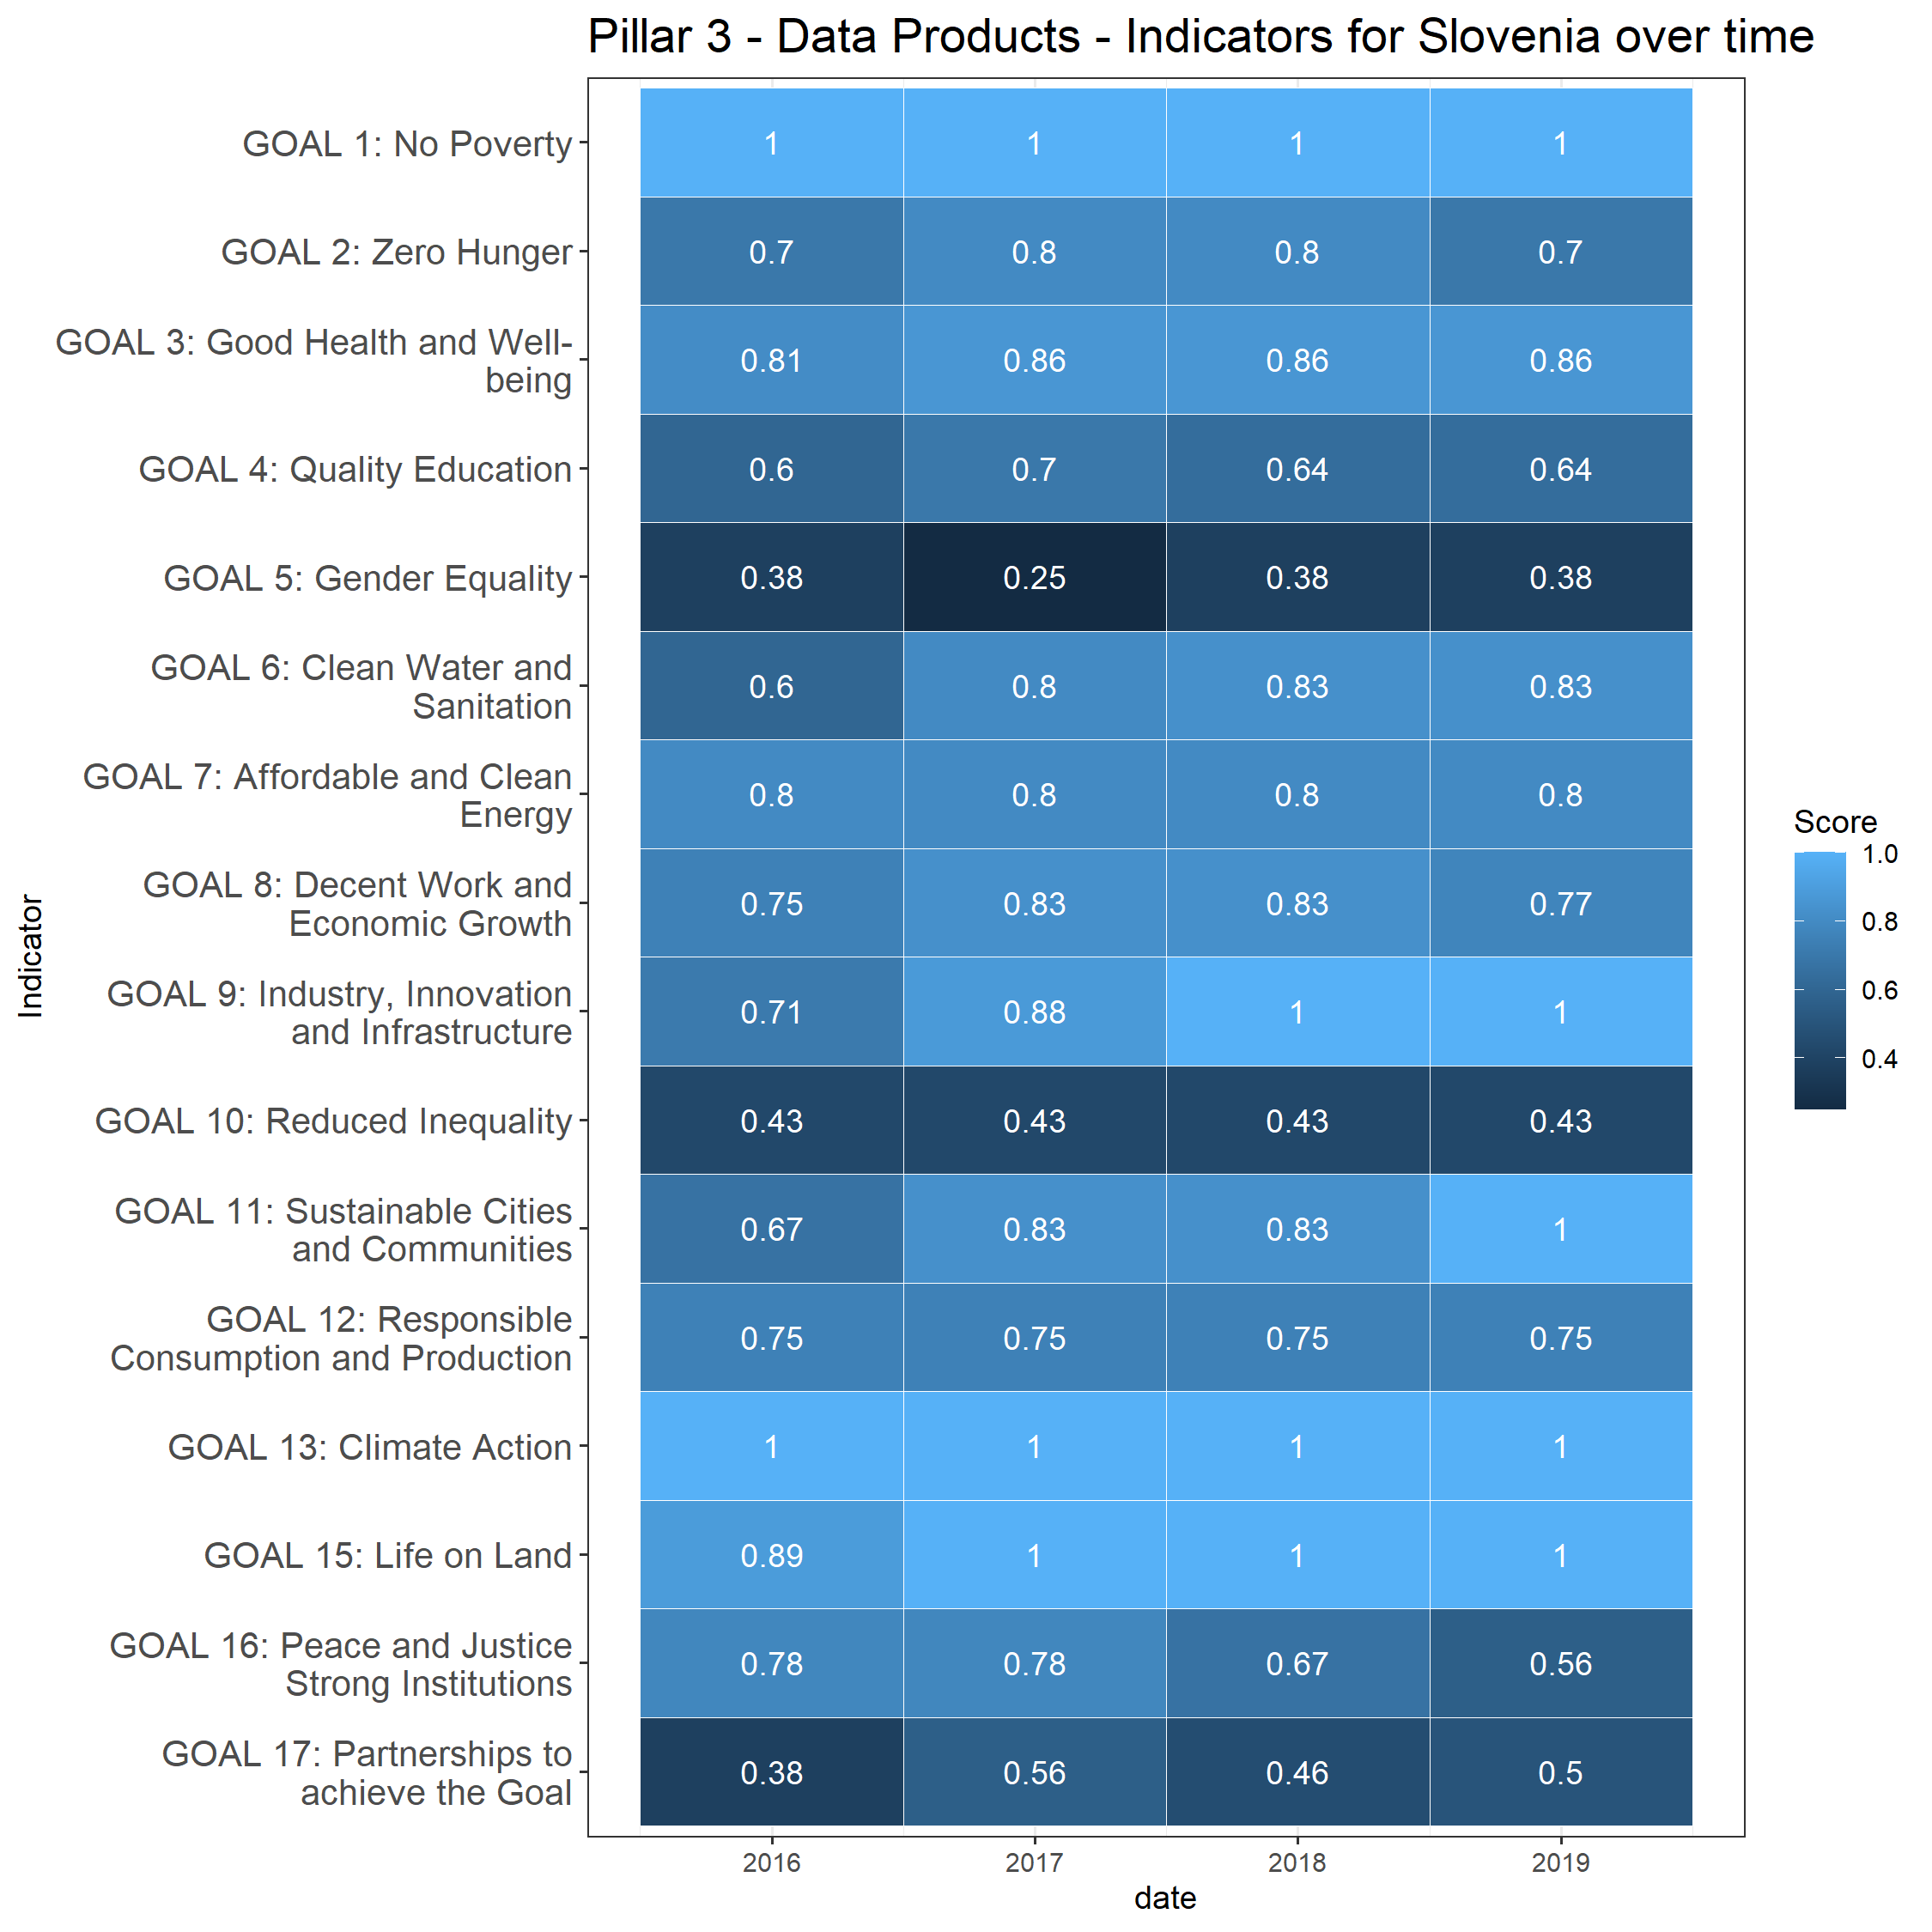 Pillar 3 - Data Products - Indicators for Slovenia over time
GOAL 1: No Poverty
1 1 1 1
GOAL 2: Zero Hunger
0.7 0.8 0.8 0.7
GOAL 3: Good Health and Well-
being
0.81 0.86 0.86 0.86
GOAL 4: Quality Education
0.6 0.7 0.64 0.64
GOAL 5: Gender Equality
0.38 0.25 0.38 0.38
GOAL 6: Clean Water and
Sanitation
0.6 0.8 0.83 0.83
GOAL 7: Affordable and Clean
Energy
0.8 0.8 0.8 0.8
GOAL 8: Decent Work and
Economic Growth
0.75 0.83 0.83 0.77
GOAL 9: Industry, Innovation
and Infrastructure
0.71 0.88 1 1
GOAL 10: Reduced Inequality
0.43 0.43 0.43 0.43
GOAL 11: Sustainable Cities
and Communities
0.67 0.83 0.83 1
GOAL 12: Responsible
Consumption and Production
0.75 0.75 0.75 0.75
GOAL 13: Climate Action
1 1 1 1
GOAL 15: Life on Land
0.89 1 1 1
GOAL 16: Peace and Justice
Strong Institutions
0.78 0.78 0.67 0.56
GOAL 17: Partnerships to
achieve the Goal
0.38 0.56 0.46 0.5
2016 2017 2018 2019
date
Indicator
Score
1.0
0.8
0.6
0.4